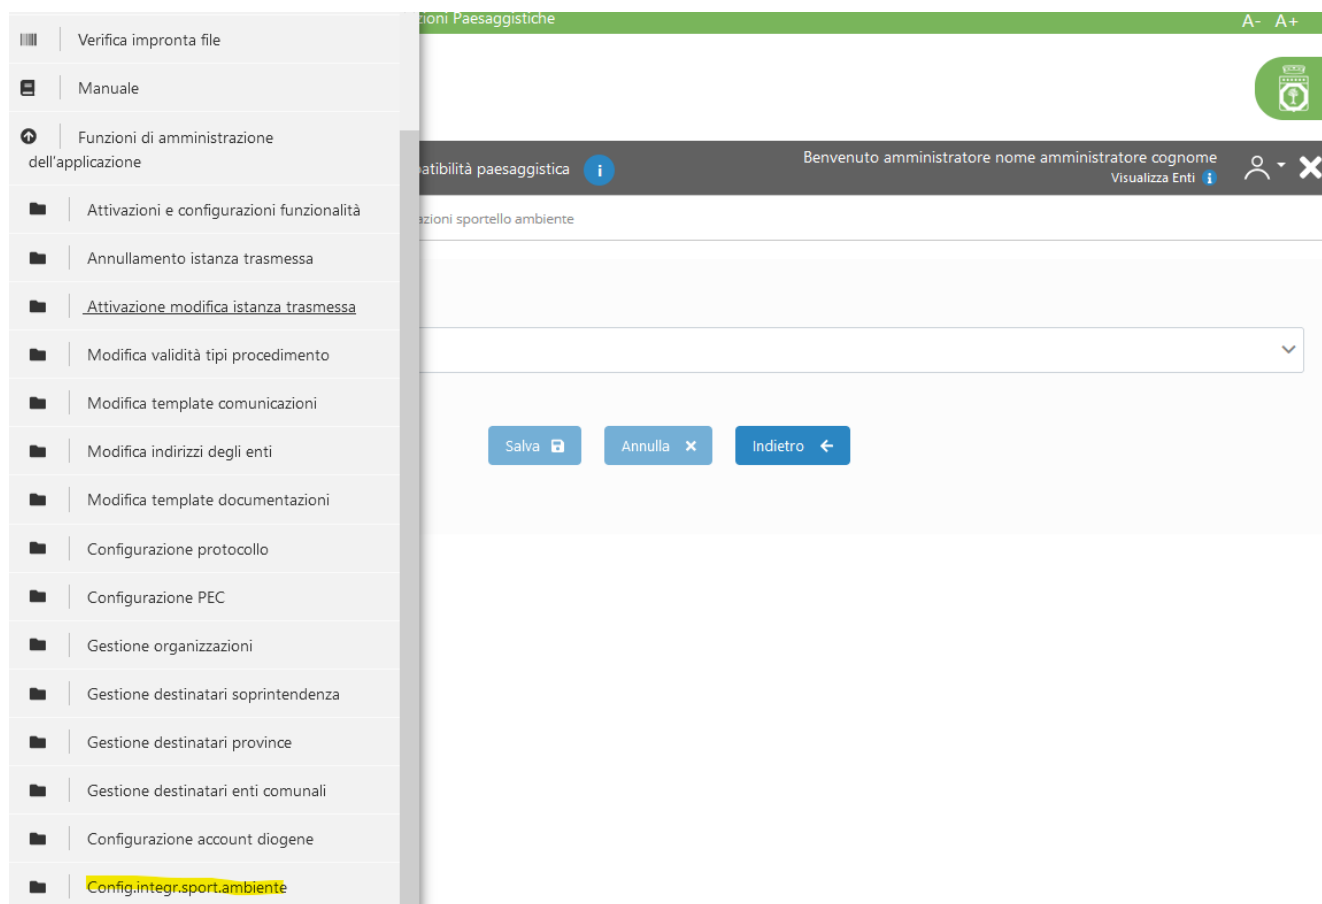 Verifica impronta file
Manuale
Funzioni di amministrazione
dell'applicazione
Attivazioni e configurazioni funzionalità
Annullamento istanza trasmessa
Attivazione modifica istanza trasmessa
Modifica validità tipi procedimento
Modifica template comunicazioni
Modifica indirizzi degli enti
Modifica template documentazioni
Configurazione protocollo
Configurazione PEC
Gestione organizzazioni
Gestione destinatari soprintendenza
Gestione destinatari province
Gestione destinatari enti comunali
Configurazione account diogene
Config.integr.sport.ambiente
zioni Paesaggistiche
A- A+
patibilità paesaggistica
Benvenuto amministratore nome amministratore cognome
Visualizza Enti
azioni sportello ambiente
Salva
Annulla
Indietro